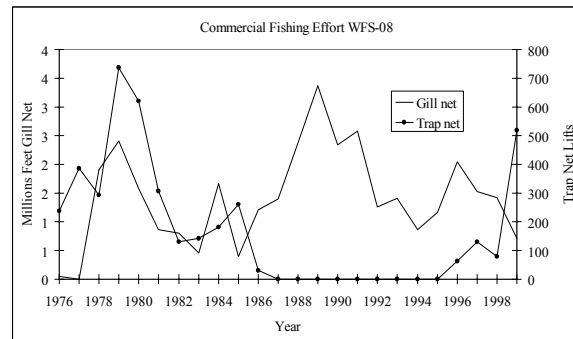 Commercial Fishing Effort WFS-08
Millions Feet Gill Net
4
3
3
2
2
1
1
0
Gill net
Trap net
800
700
600
500
400
300
200
100
0
Trap Net Lifts
1976 1978 1980 1982 1984 1986 1988 1990 1992 1994 1996 1998
Year